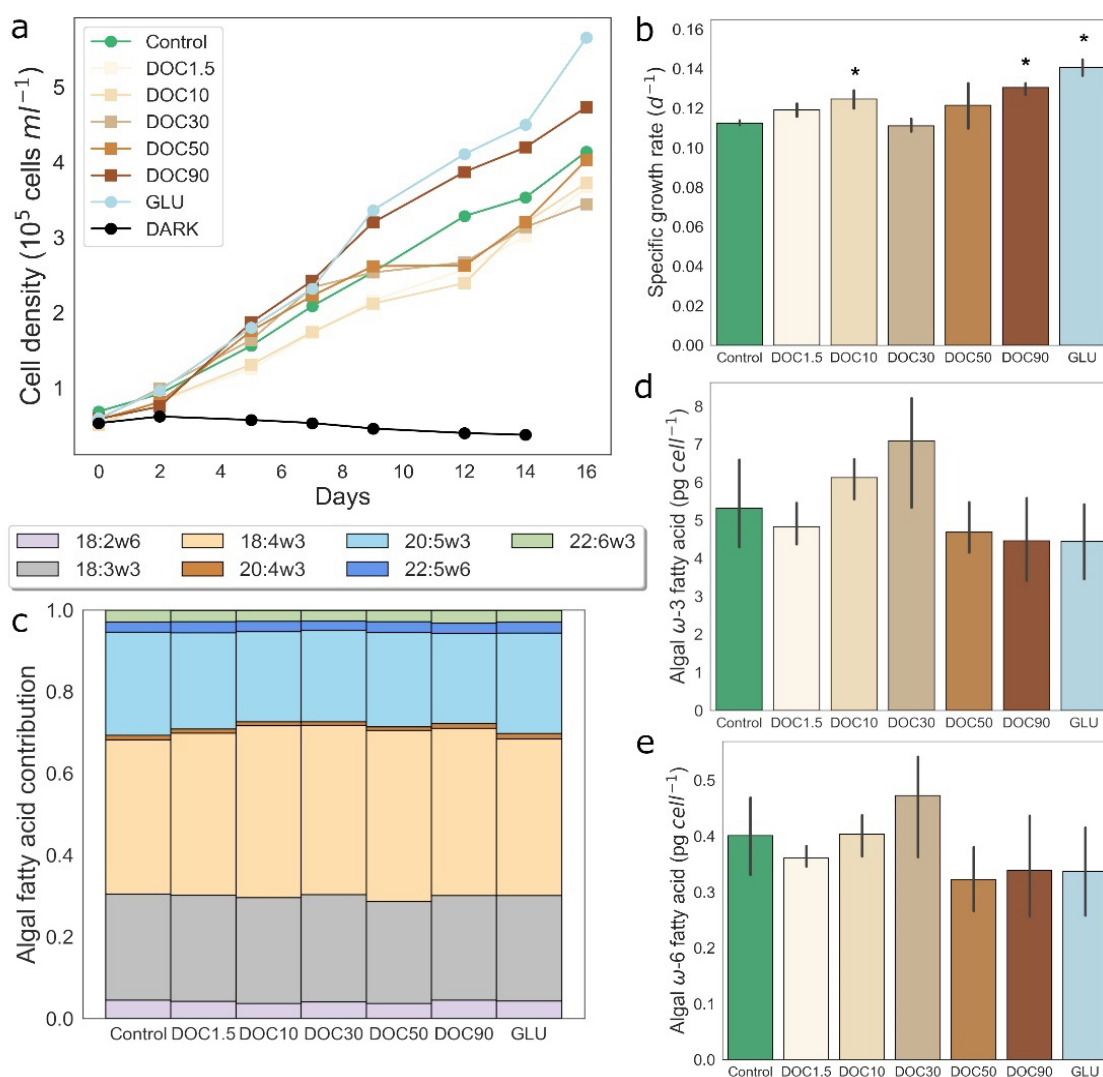 a
Cell density (10⁵ cells ml⁻¹)
5
4
3
2
1
Control
DOC1.5
DOC10
DOC30
DOC50
DOC90
GLU
DARK
0 2 4 6 8 10 12 14 16
Days
b
Specific growth rate (d⁻¹)
0.16
0.14
0.12
0.10
0.08
0.06
0.04
0.02
0.00
* * *
Control DOC1.5 DOC10 DOC30 DOC50 DOC90 GLU
18:2w6 18:4w3 20:5w3 22:6w3
18:3w3 20:4w3 22:5w6
c
Algal fatty acid contribution
1.0
0.8
0.6
0.4
0.2
0.0
Control DOC1.5 DOC10 DOC30 DOC50 DOC90 GLU
d
Algal ω-3 fatty acid (pg cell⁻¹)
8
7
6
5
4
3
2
1
0
Control DOC1.5 DOC10 DOC30 DOC50 DOC90 GLU
e
Algal ω-6 fatty acid (pg cell⁻¹)
0.5
0.4
0.3
0.2
0.1
0.0
Control DOC1.5 DOC10 DOC30 DOC50 DOC90 GLU